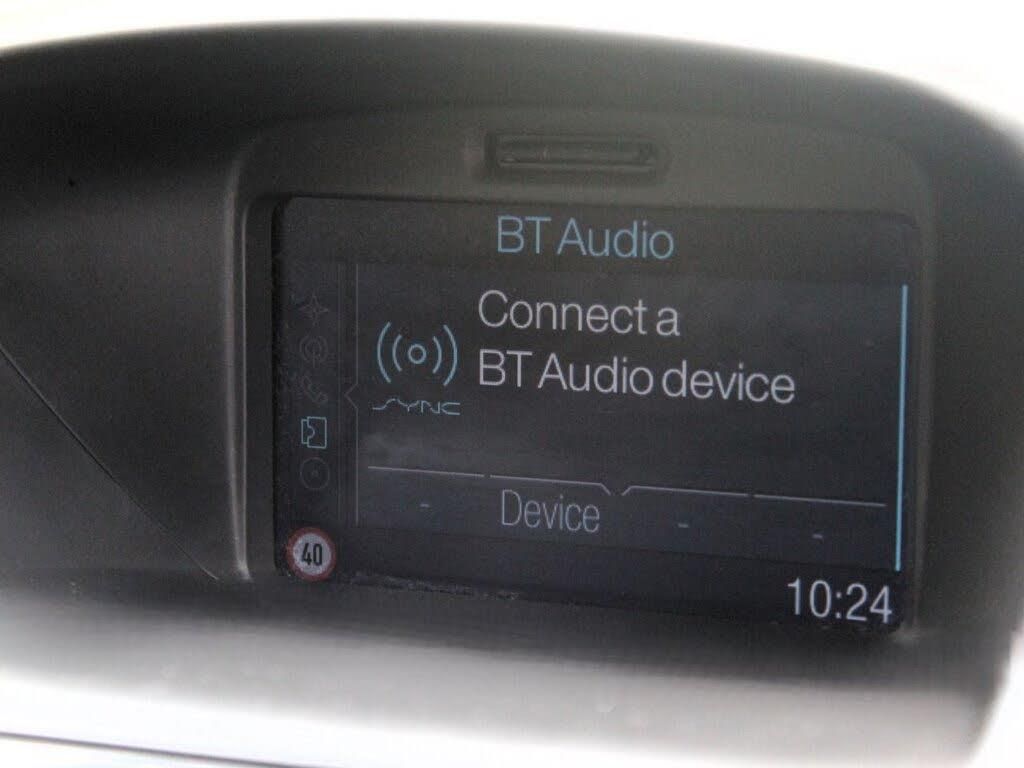 BT Audio
Connect a
BT Audio device
SYNC
- Device - -
40
10:24